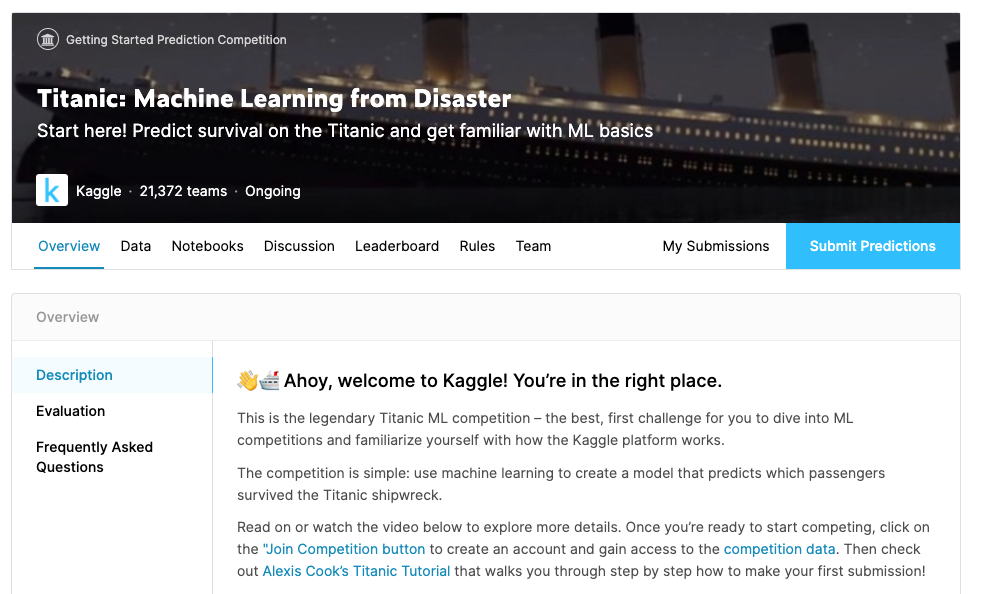 Getting Started Prediction Competition
Titanic: Machine Learning from Disaster
Start here! Predict survival on the Titanic and get familiar with ML basics
k Kaggle · 21,372 teams · Ongoing
Overview Data Notebooks Discussion Leaderboard Rules Team My Submissions Submit Predictions
Overview
Description
Evaluation
Frequently Asked
Questions
👋🛳️ Ahoy, welcome to Kaggle! You’re in the right place.
This is the legendary Titanic ML competition – the best, first challenge for you to dive into ML
competitions and familiarize yourself with how the Kaggle platform works.
The competition is simple: use machine learning to create a model that predicts which passengers
survived the Titanic shipwreck.
Read on or watch the video below to explore more details. Once you’re ready to start competing, click on
the "Join Competition button to create an account and gain access to the competition data. Then check
out Alexis Cook’s Titanic Tutorial that walks you through step by step how to make your first submission!